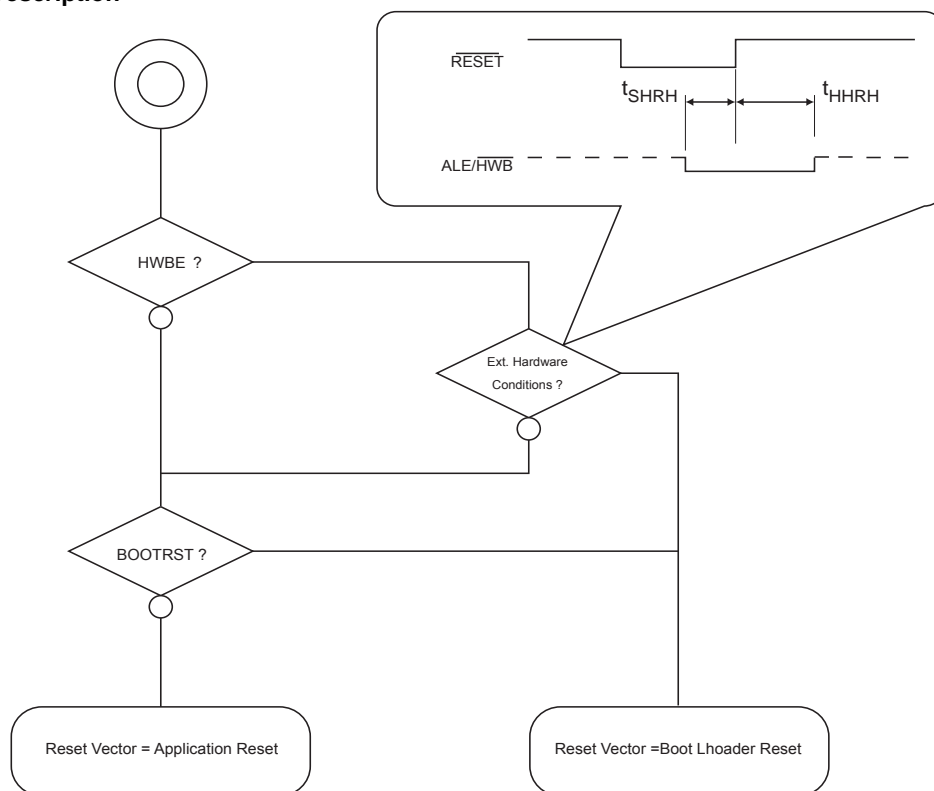 RESET
tSHRH
tHHRH
ALE/HWB
HWBE ?
Ext. Hardware
Conditions ?
BOOTRST ?
Reset Vector = Application Reset
Reset Vector =Boot Lhoader Reset